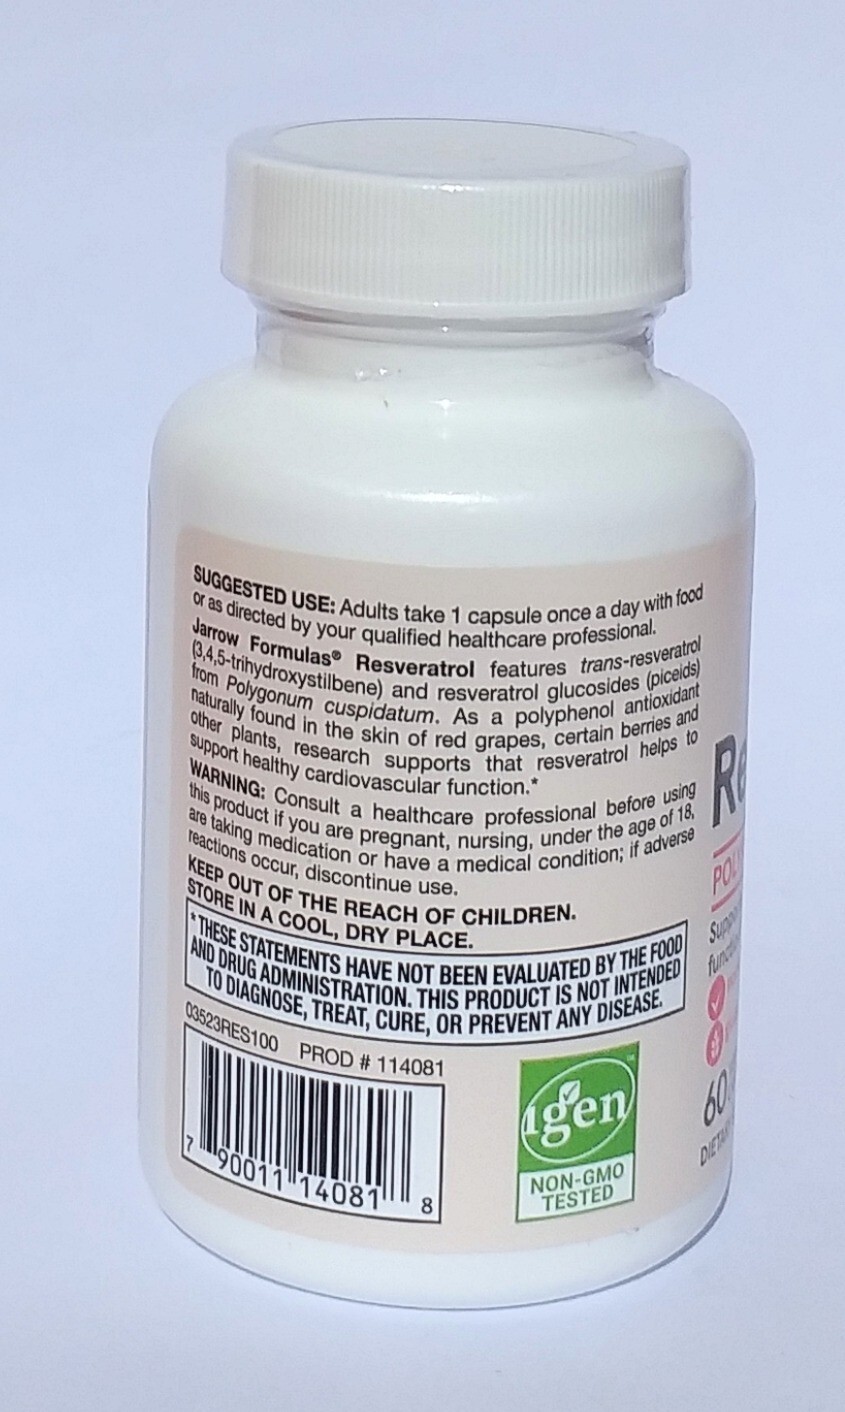 SUGGESTED USE: Adults take 1 capsule once a day with food
or as directed by your qualified healthcare professional.
Jarrow Formulas® Resveratrol features trans-resveratrol
(3,4,5-trihydroxystilbene) and resveratrol glucosides (piceids)
from Polygonum cuspidatum. As a polyphenol antioxidant
naturally found in the skin of red grapes, certain berries and
other plants, research supports that resveratrol helps to
support healthy cardiovascular function.*
WARNING: Consult a healthcare professional before using
this product if you are pregnant, nursing, under the age of 18,
are taking medication or have a medical condition; if adverse
reactions occur, discontinue use.
KEEP OUT OF THE REACH OF CHILDREN.
STORE IN A COOL, DRY PLACE.
*THESE STATEMENTS HAVE NOT BEEN EVALUATED BY THE FOOD
AND DRUG ADMINISTRATION. THIS PRODUCT IS NOT INTENDED
TO DIAGNOSE, TREAT, CURE, OR PREVENT ANY DISEASE.
03523RES100 PROD # 114081
7 90011 14081 8
igen™
NON-GMO
TESTED
Re
POLY
Suppo
func
60
DIETA